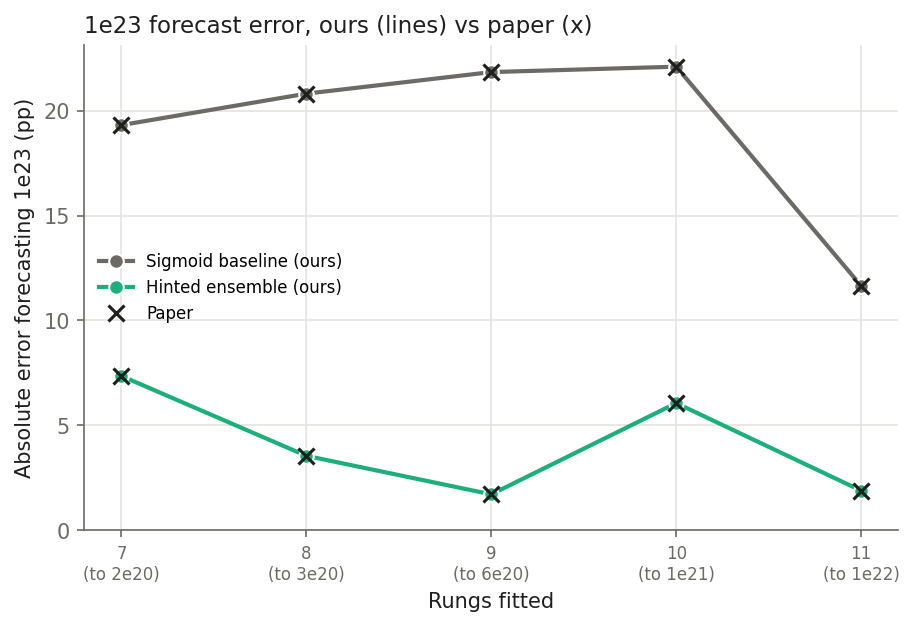 1e23 forecast error, ours (lines) vs paper (x)
Absolute error forecasting 1e23 (pp)
20
15
10
5
0
Sigmoid baseline (ours)
Hinted ensemble (ours)
Paper
7 8 9 10 11
(to 2e20) (to 3e20) (to 6e20) (to 1e21) (to 1e22)
Rungs fitted